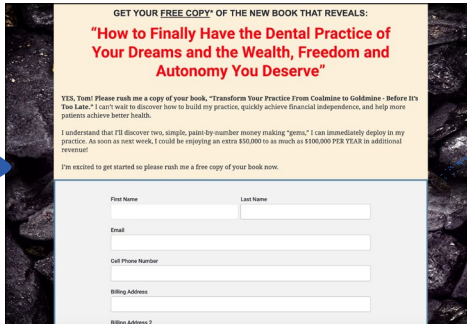 GET YOUR FREE COPY* OF THE NEW BOOK THAT REVEALS:
“How to Finally Have the Dental Practice of
Your Dreams and the Wealth, Freedom and
Autonomy You Deserve”
YES, Tom! Please rush me a copy of your book, “Transform Your Practice From Coalmine to Goldmine - Before It's
Too Late.” I can't wait to discover how to build my practice, quickly achieve financial independence, and help more
patients achieve better health.
I understand that I'll discover two, simple, paint-by-number money making “gems,” I can immediately deploy in my
practice. As soon as next week, I could be enjoying an extra $50,000 to as much as $100,000 PER YEAR in additional
revenue!
I'm excited to get started so please rush me a free copy of your book now.
First Name Last Name
Email
Cell Phone Number
Billing Address
Billing Address 2